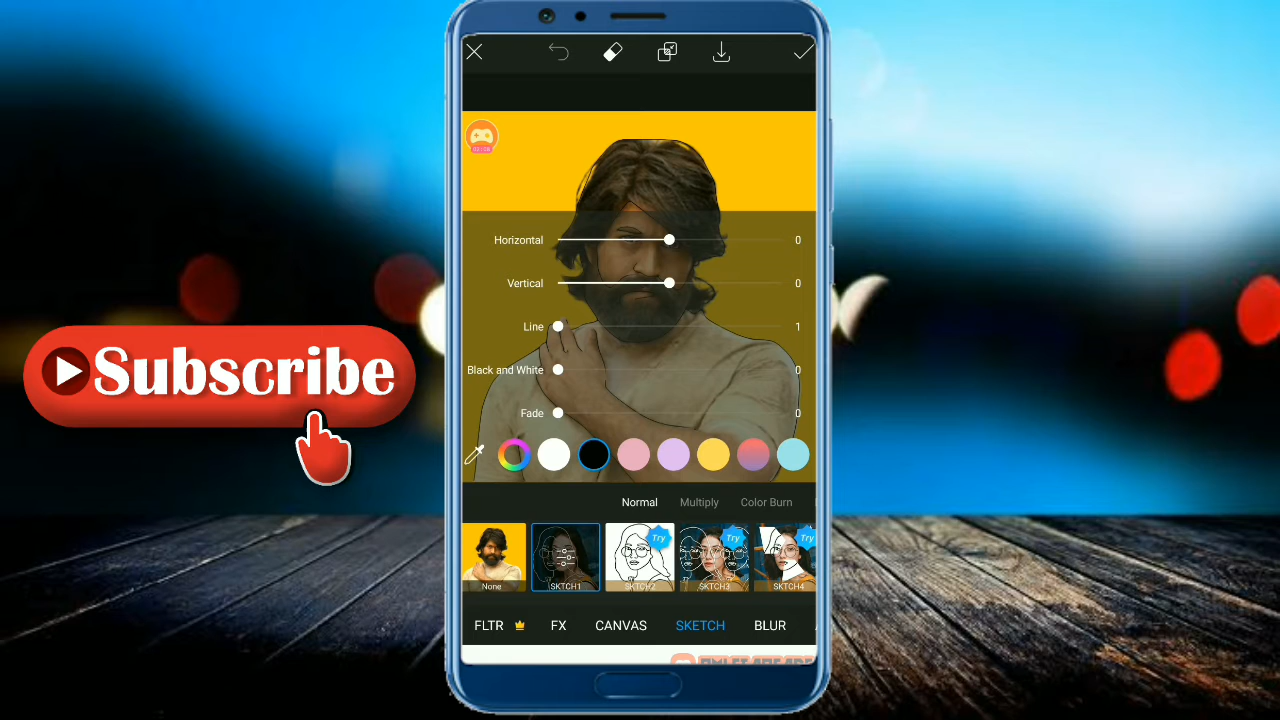 Subscribe
Horizontal 0
Vertical 0
Line 1
Black and White 0
Fade 0
Normal Multiply Color Burn
Try Try Try
None SKTCH1 SKTCH2 SKTCH3 SKTCH4
FLTR FX CANVAS SKETCH BLUR